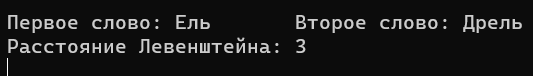 Первое слово: Ель       Второе слово: Дрель
Расстояние Левенштейна: 3